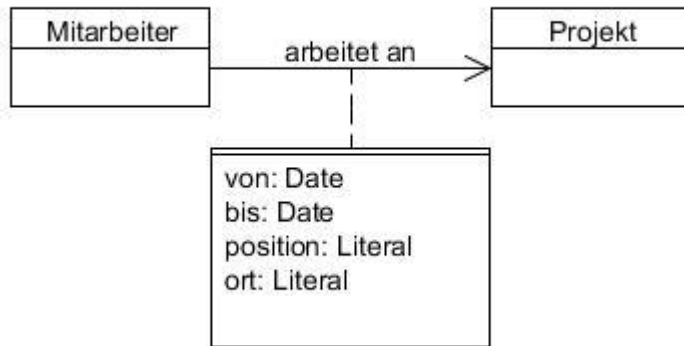 Mitarbeiter
Projekt
arbeitet an
von: Date
bis: Date
position: Literal
ort: Literal